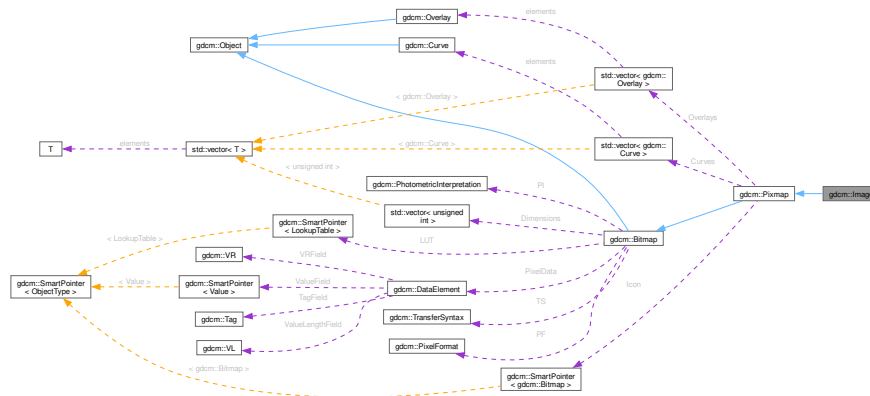 gdcm::Overlay
elements
gdcm::Object
gdcm::Curve
elements
std::vector< gdcm::
Overlay >
< gdcm::Overlay >
Overlays
T
elements
std::vector< T >
< gdcm::Curve >
std::vector< gdcm::
Curve >
Curves
< unsigned int >
gdcm::PhotometricInterpretation
PI
gdcm::Pixmap
gdcm::Image
std::vector< unsigned
int >
Dimensions
gdcm::SmartPointer
< LookupTable >
gdcm::Bitmap
< LookupTable >
LUT
gdcm::VR
VRField
PixelData
gdcm::SmartPointer
< ObjectType >
< Value >
gdcm::SmartPointer
< Value >
ValueField
gdcm::DataElement
Icon
TagField
TS
gdcm::Tag
gdcm::TransferSyntax
ValueLengthField
PF
gdcm::VL
gdcm::PixelFormat
< gdcm::Bitmap >
gdcm::SmartPointer
< gdcm::Bitmap >